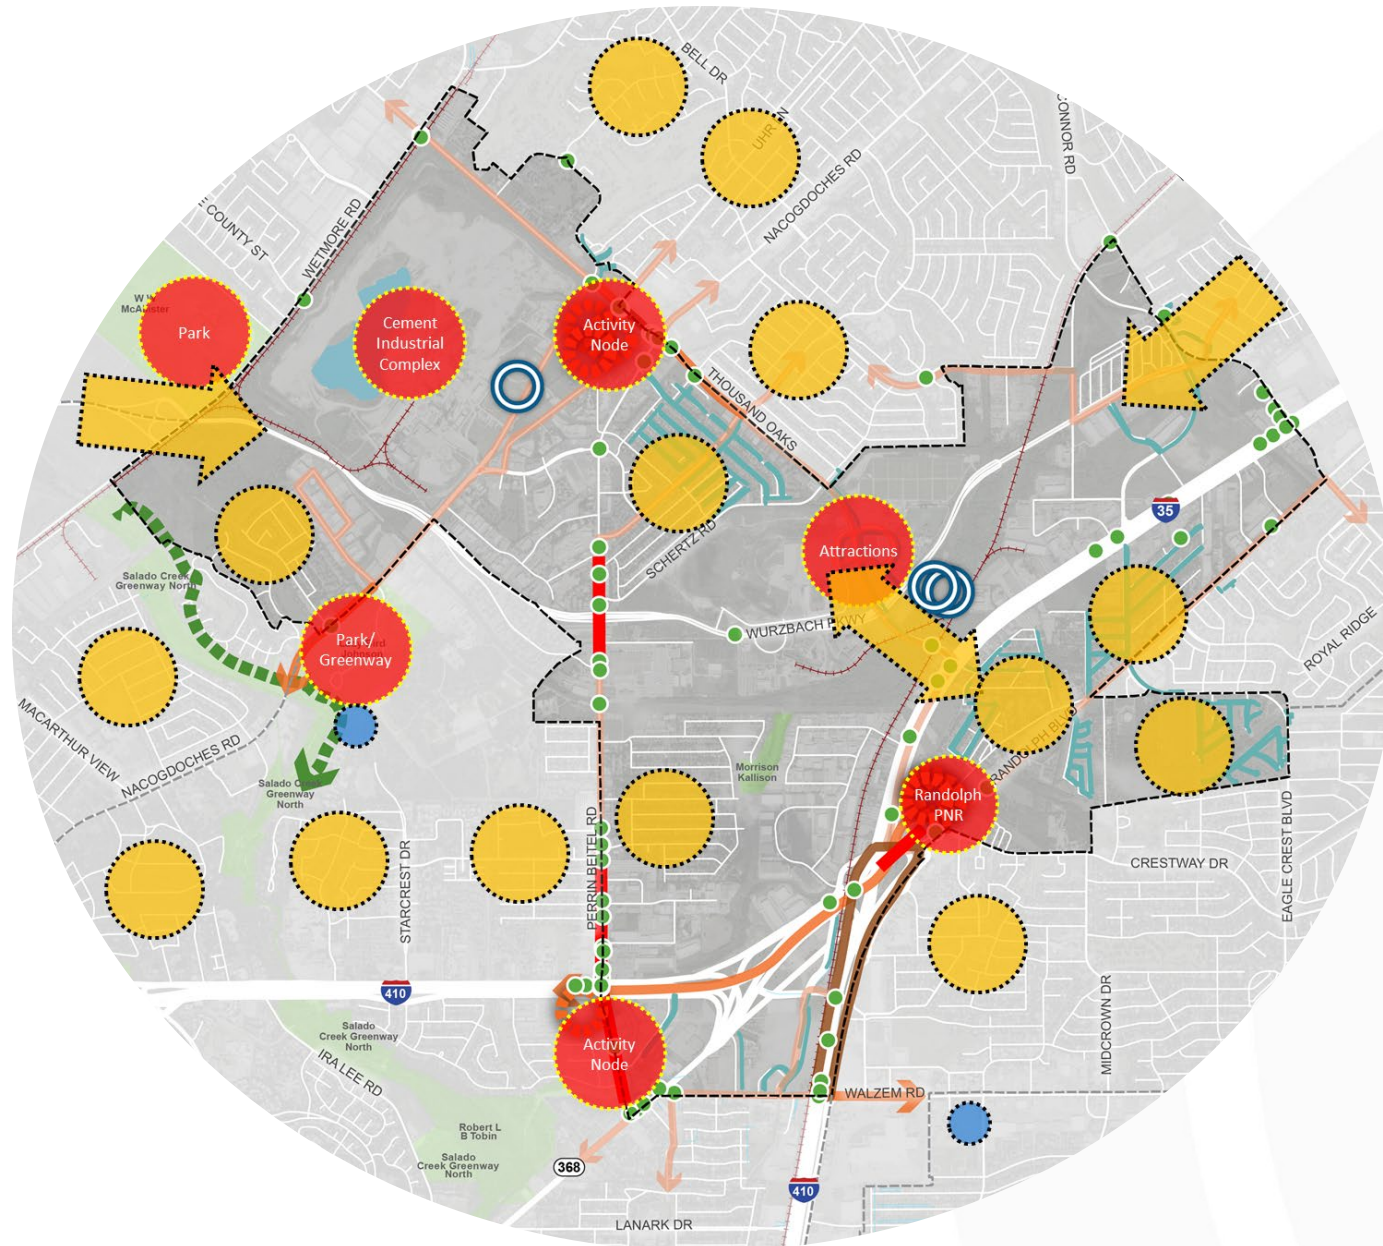 BELL DR
UHR LN
CONNOR RD
NACOGDOCHES RD
COUNTY ST
WETMORE RD
Park
Cement
Industrial
Complex
Activity
Node
THOUSAND OAKS
35
SCHERTZ RD
Attractions
Salado Creek
Greenway North
WURZBACH PKWY
Park/
Greenway
ROYAL RIDGE
MACARTHUR VIEW
NACOGDOCHES RD
RANDOLPH BLVD
Morrison
Kallison
Salado Creek
Greenway
North
Randolph
PNR
PERRIN BEITEL RD
STARCREST DR
CRESTWAY DR
EAGLE CREST BLVD
410
MIDCROWN DR
Salado
Creek Greenway
North
IRA LEE RD
Activity
Node
WALZEM RD
Robert L
B Tobin
Salado
Creek Greenway
North
368
410
LANARK DR